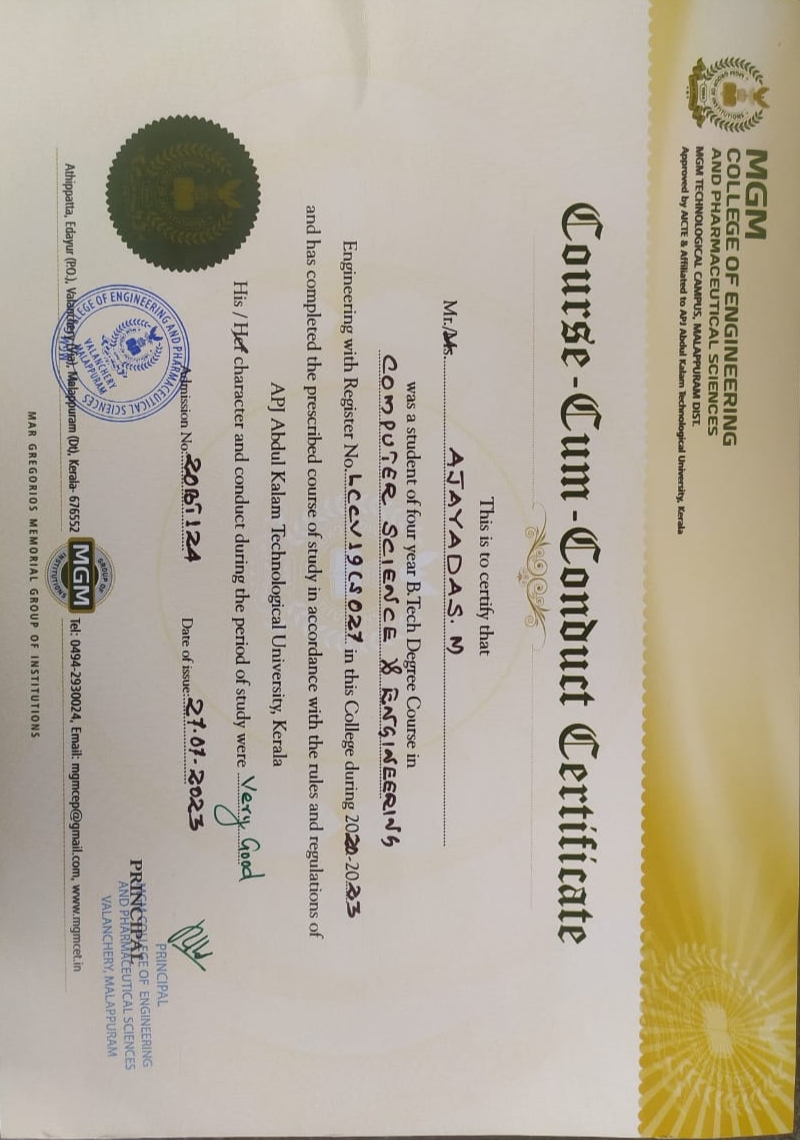 MGM
COLLEGE OF ENGINEERING
AND PHARMACEUTICAL SCIENCES
MGM TECHNOLOGICAL CAMPUS, MALAPPURAM DIST.
Approved by AICTE & Affiliated to APJ Abdul Kalam Technological University, Kerala
Course-Cum-Conduct Certificate
This is to certify that
Mr./Ms. AJAYADAS. M
was a student of four year B.Tech Degree Course in
COMPUTER SCIENCE & ENGINEERING
Engineering with Register No. LCCV19CS027 in this College during 2020-2023
and has completed the prescribed course of study in accordance with the rules and regulations of
APJ Abdul Kalam Technological University, Kerala
His / Her character and conduct during the period of study were Very Good
Admission No: Date of issue: 27.07.2023
PRINCIPAL
PRINCIPAL
MGM COLLEGE OF ENGINEERING
AND PHARMACEUTICAL SCIENCES
VALANCHERY, MALAPPURAM
COLLEGE OF ENGINEERING AND PHARMACEUTICAL SCIENCES
VALANCHERY
MALAPPURAM
Athippatta, Edayur (P.O.), Valanchery (Via), Malappuram (Dt), Kerala- 676552
GROUP OF
MGM
INSTITUTIONS
Tel: 0494-2930024, Email: mgmcep@gmail.com, www.mgmcet.in
MAR GREGORIOS MEMORIAL GROUP OF INSTITUTIONS